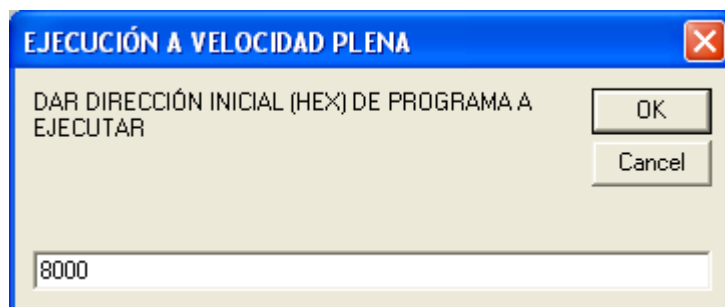 EJECUCIÓN A VELOCIDAD PLENA
DAR DIRECCIÓN INICIAL (HEX) DE PROGRAMA A
EJECUTAR
OK
Cancel
8000